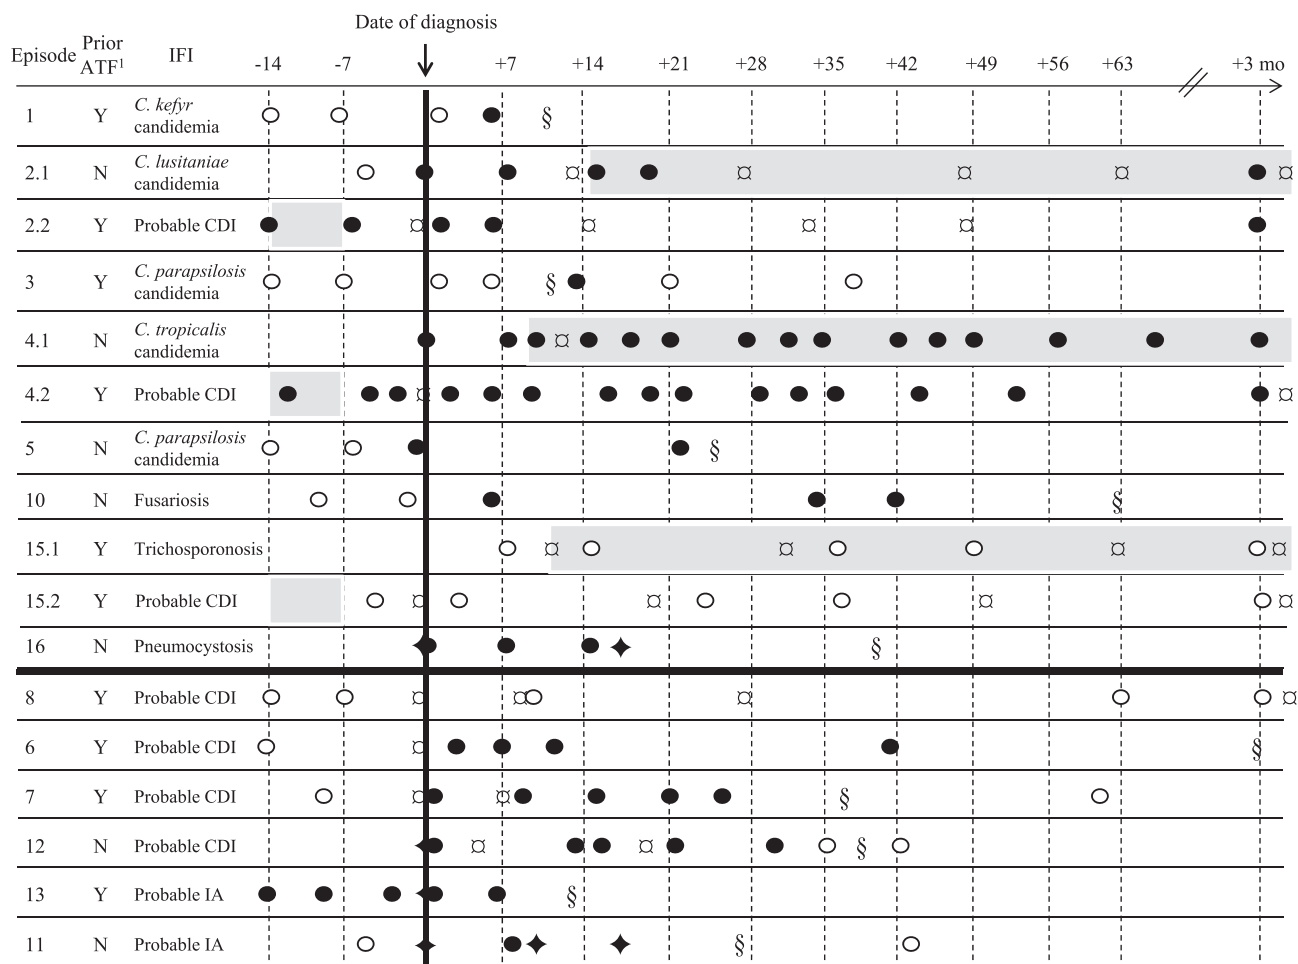 Date of diagnosis
Episode Prior ATF1 IFI -14 -7 +7 +14 +21 +28 +35 +42 +49 +56 +63 +3 mo
1 Y C. kefyr candidemia §
2.1 N C. lusitaniae candidemia
2.2 Y Probable CDI
3 Y C. parapsilosis candidemia §
4.1 N C. tropicalis candidemia
4.2 Y Probable CDI
5 N C. parapsilosis candidemia §
10 N Fusariosis §
15.1 Y Trichosporonosis
15.2 Y Probable CDI
16 N Pneumocystosis §
8 Y Probable CDI
6 Y Probable CDI §
7 Y Probable CDI §
12 N Probable CDI §
13 Y Probable IA §
11 N Probable IA §